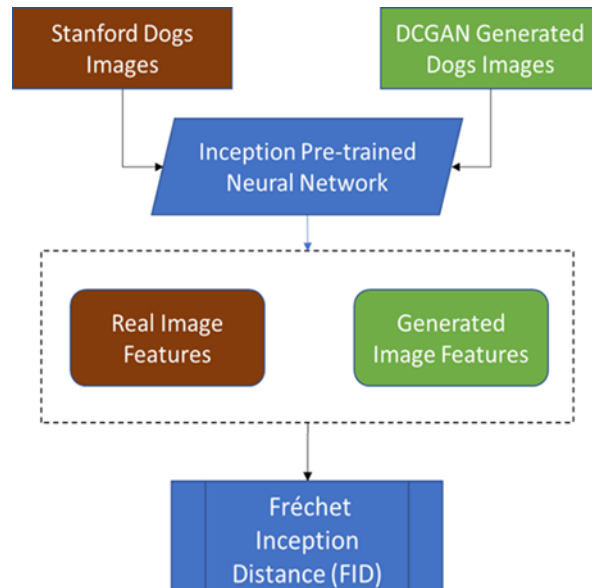 Stanford Dogs
Images
DCGAN Generated
Dogs Images
Inception Pre-trained
Neural Network
Real Image
Features
Generated
Image Features
Fréchet
Inception
Distance (FID)